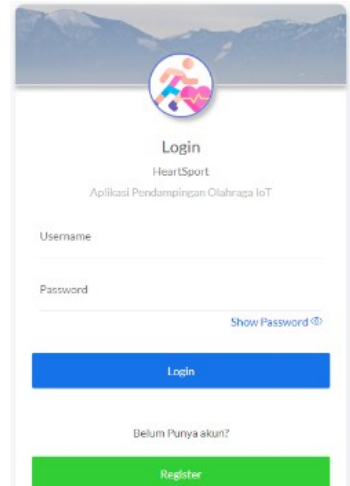 Login
HeartSport
Aplikasi Pendampingan Olahraga IoT
Username
Password
Show Password
Login
Belum Punya akun?
Register